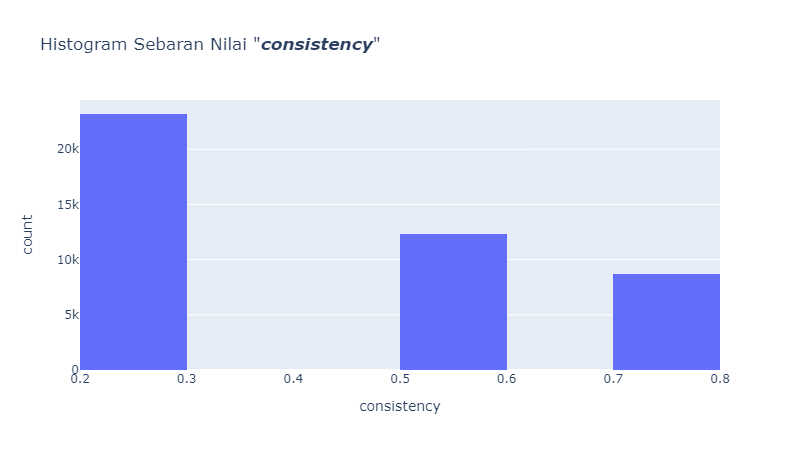 Histogram Sebaran Nilai "consistency"
20k
15k
10k
5k
0
count
0.2 0.3 0.4 0.5 0.6 0.7 0.8
consistency